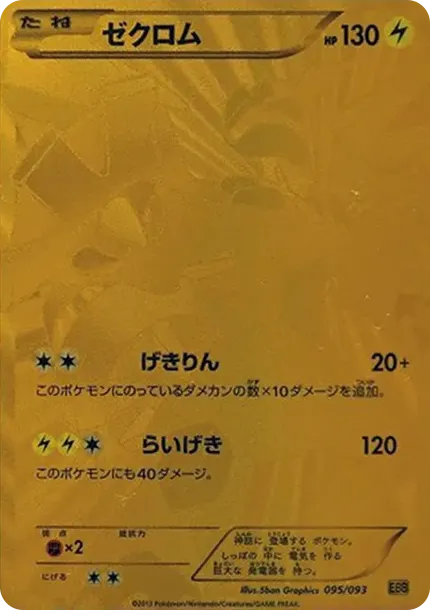 たね
ゼクロム
HP 130
げきりん 20+
このポケモンにのっているダメカンの数×10ダメージを追加。
らいげき 120
このポケモンにも40ダメージ。
弱点 抵抗力
×2
にげる
神話に登場するポケモン。
しっぽの中に電気を作る
巨大な発電器を持つ。
Illus. 5ban Graphics 095/093 EBB
©2013 Pokémon/Nintendo/Creatures/GAME FREAK.